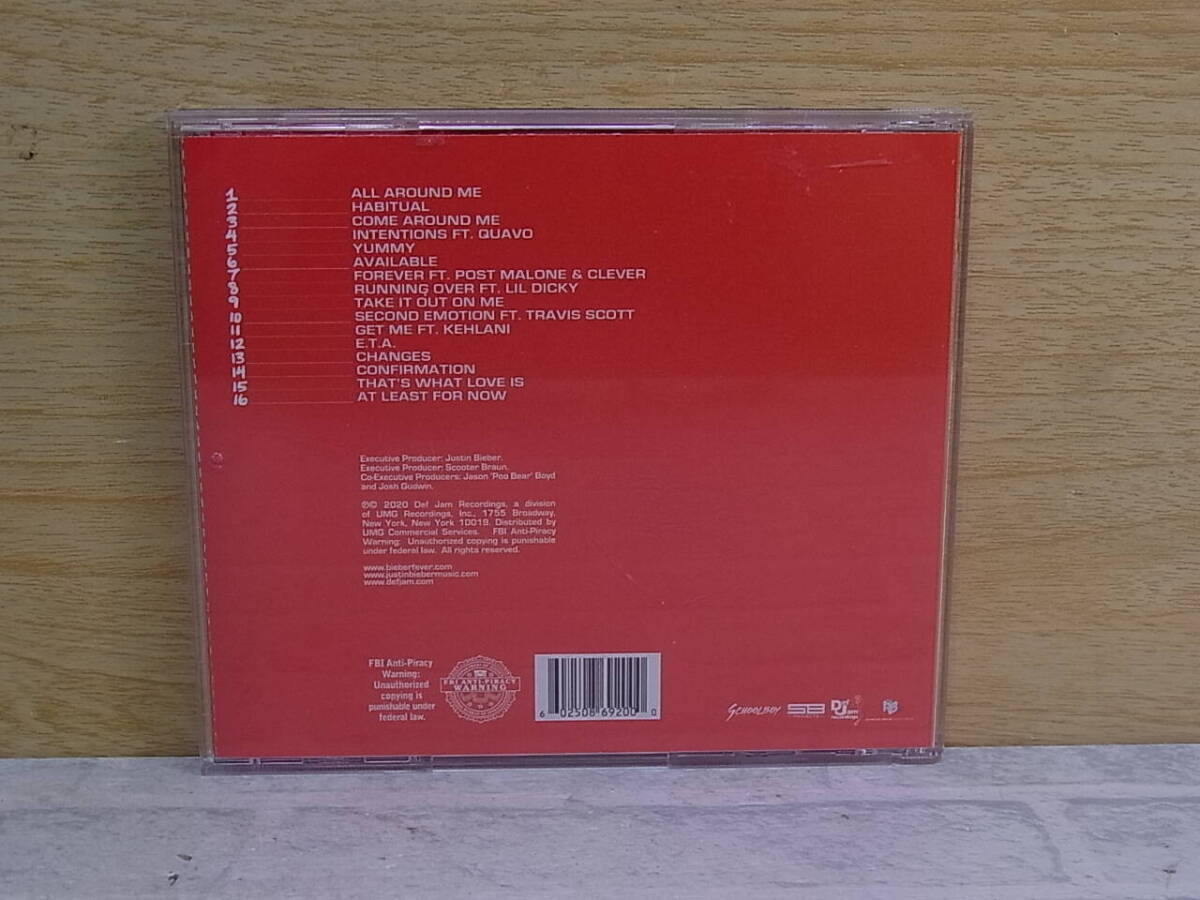 1 ALL AROUND ME
2 HABITUAL
3 COME AROUND ME
4 INTENTIONS FT. QUAVO
5 YUMMY
6 AVAILABLE
7 FOREVER FT. POST MALONE & CLEVER
8 RUNNING OVER FT. LIL DICKY
9 TAKE IT OUT ON ME
10 SECOND EMOTION FT. TRAVIS SCOTT
11 GET ME FT. KEHLANI
12 E.T.A.
13 CHANGES
14 CONFIRMATION
15 THAT'S WHAT LOVE IS
16 AT LEAST FOR NOW
Executive Producer: Justin Bieber.
Executive Producer: Scooter Braun.
Co-Executive Producers: Jason 'Poo Bear' Boyd
and Josh Gudwin.
℗© 2020 Def Jam Recordings, a division
of UMG Recordings, Inc., 1755 Broadway,
New York, New York 10019. Distributed by
UMG Commercial Services. FBI Anti-Piracy
Warning: Unauthorized copying is punishable
under federal law. All rights reserved.
www.bieberfever.com
www.justinbiebermusic.com
www.defjam.com
FBI Anti-Piracy
Warning:
Unauthorized
copying is
punishable under
federal law.
FBI ANTI-PIRACY
WARNING
6 02508 69200 0
SCHOOLBOY
SB
Def Jam
recordings